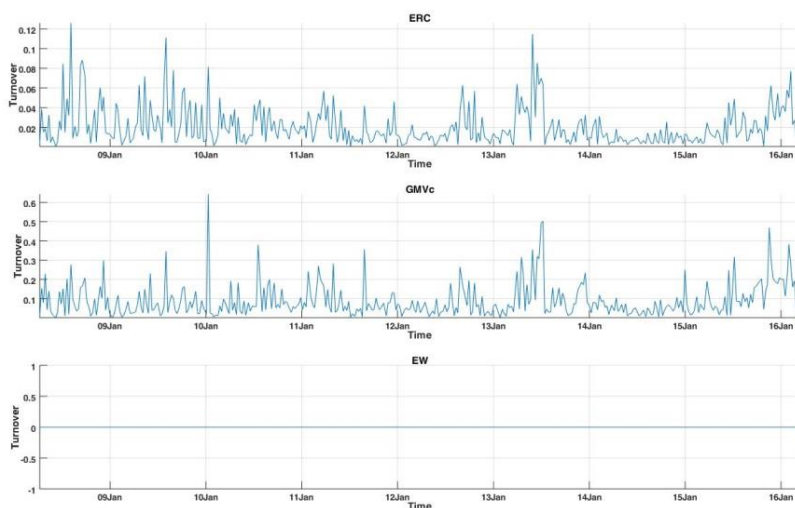 ERC
0.12
0.1
0.08
0.06
0.04
0.02
Turnover
09Jan 10Jan 11Jan 12Jan 13Jan 14Jan 15Jan 16Jan
Time
GMVc
0.6
0.5
0.4
0.3
0.2
0.1
Turnover
09Jan 10Jan 11Jan 12Jan 13Jan 14Jan 15Jan 16Jan
Time
EW
1
0.5
0
-0.5
-1
Turnover
09Jan 10Jan 11Jan 12Jan 13Jan 14Jan 15Jan 16Jan
Time